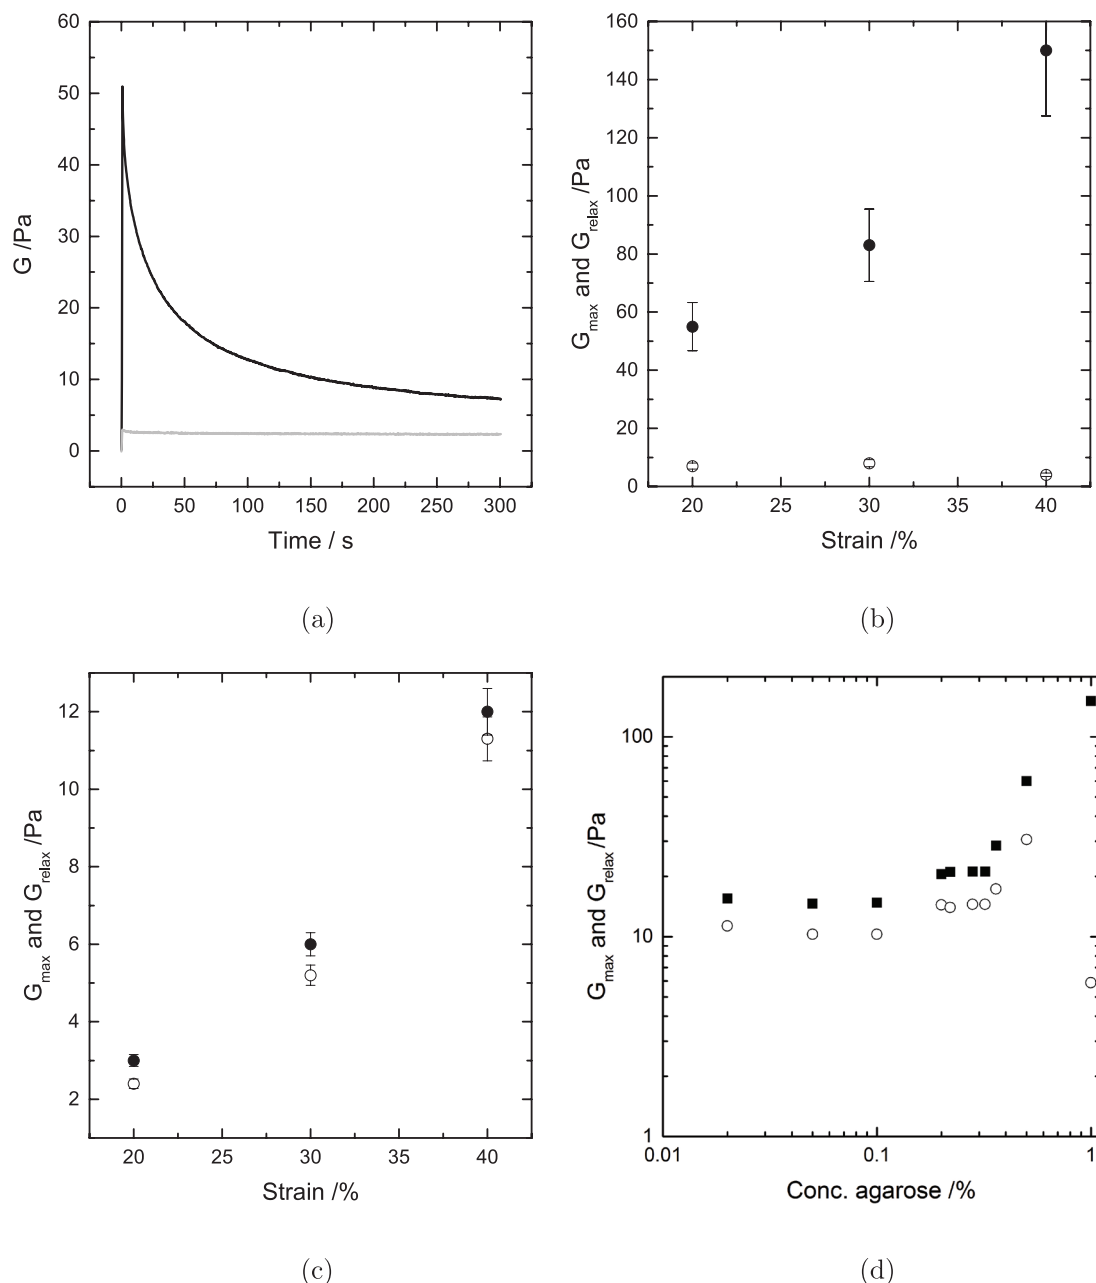 60
50
40
30
20
10
0
G /Pa
0 50 100 150 200 250 300
Time / s
(a)
160
140
120
100
80
60
40
20
0
G_max and G_relax /Pa
20 25 30 35 40
Strain /%
(b)
12
10
8
6
4
2
G_max and G_relax /Pa
20 25 30 35 40
Strain /%
(c)
100
10
1
G_max and G_relax /Pa
0.01 0.1 1
Conc. agarose /%
(d)